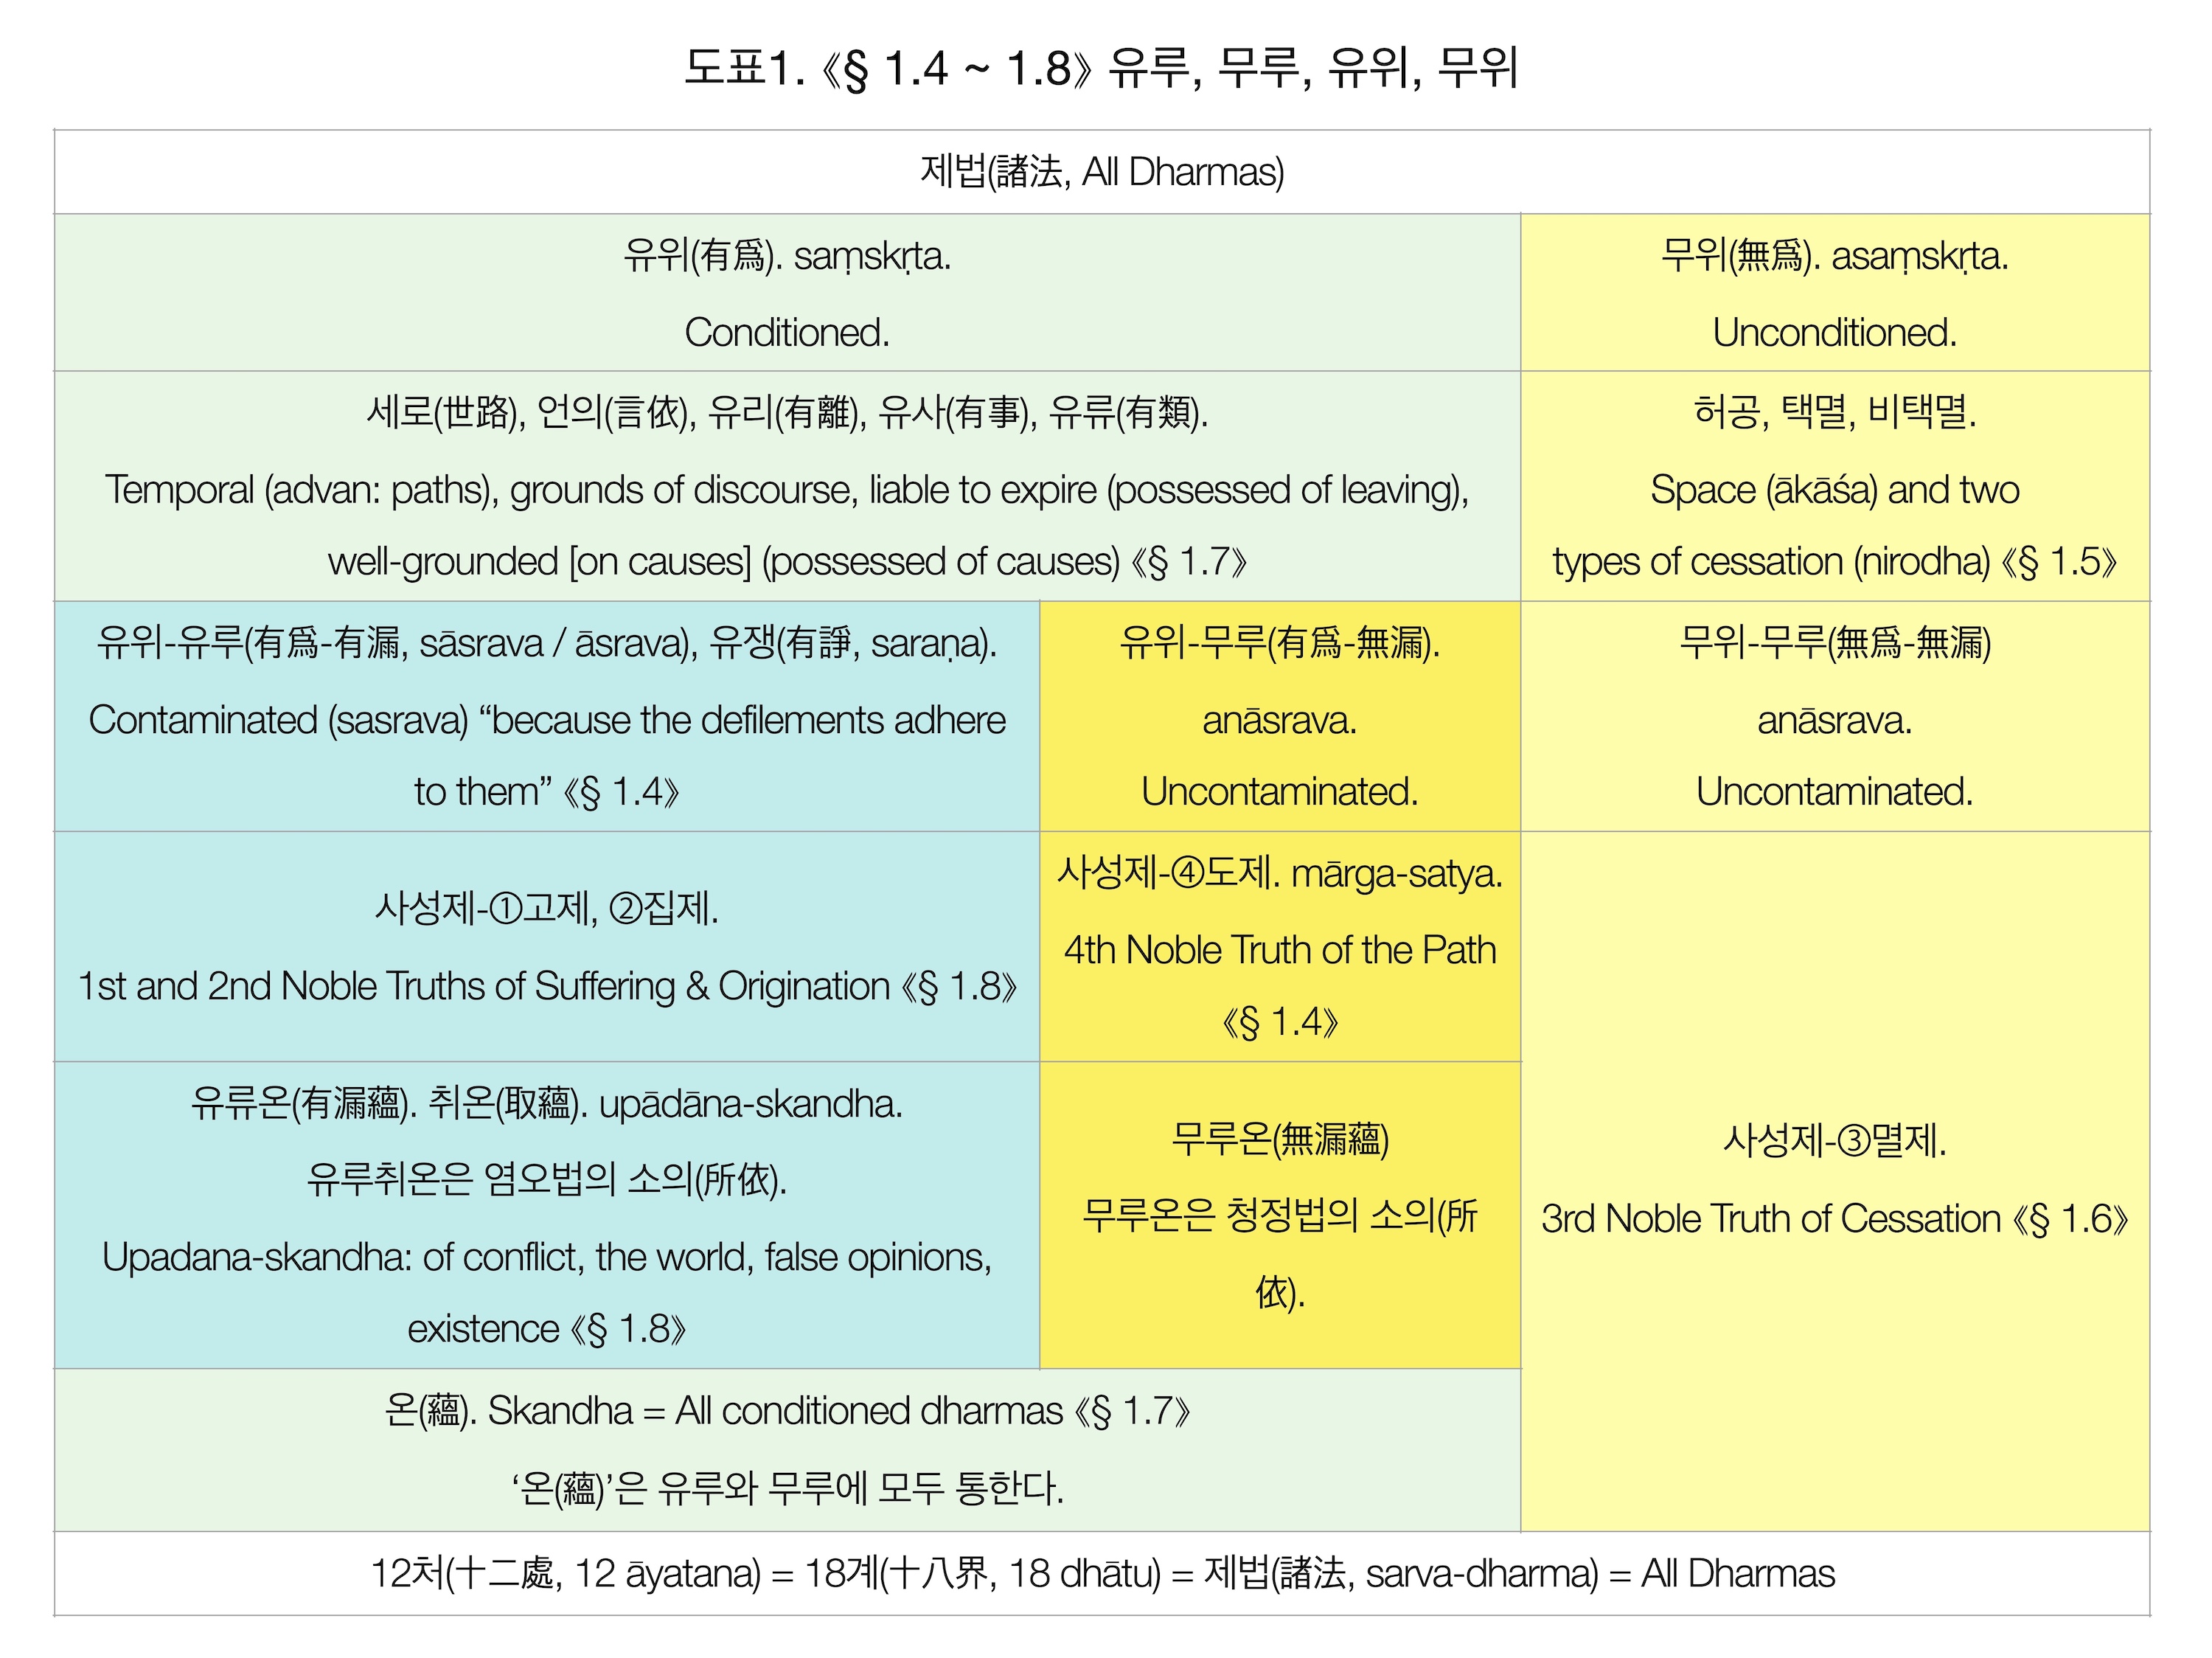 도표1. 《§ 1.4 ~ 1.8》 유루, 무루, 유위, 무위
제법(諸法, All Dharmas)
유위(有爲). saṃskṛta.
Conditioned.
무위(無爲). asaṃskṛta.
Unconditioned.
세로(世路), 언의(言依), 유리(有離), 유사(有事), 유류(有類).
Temporal (advan: paths), grounds of discourse, liable to expire (possessed of leaving),
well-grounded [on causes] (possessed of causes) 《§ 1.7》
허공, 택멸, 비택멸.
Space (ākāśa) and two
types of cessation (nirodha) 《§ 1.5》
유위-유루(有爲-有漏, sāsrava / āsrava), 유쟁(有諍, saraṇa).
Contaminated (sasrava) “because the defilements adhere
to them” 《§ 1.4》
유위-무루(有爲-無漏).
anāsrava.
Uncontaminated.
무위-무루(無爲-無漏)
anāsrava.
Uncontaminated.
사성제-①고제, ②집제.
1st and 2nd Noble Truths of Suffering & Origination 《§ 1.8》
사성제-④도제. mārga-satya.
4th Noble Truth of the Path
《§ 1.4》
유류온(有漏蘊). 취온(取蘊). upādāna-skandha.
유루취온은 염오법의 소의(所依).
Upadana-skandha: of conflict, the world, false opinions,
existence 《§ 1.8》
무루온(無漏蘊)
무루온은 청정법의 소의(所
依).
사성제-③멸제.
3rd Noble Truth of Cessation 《§ 1.6》
온(蘊). Skandha = All conditioned dharmas 《§ 1.7》
‘온(蘊)’은 유루와 무루에 모두 통한다.
12처(十二處, 12 āyatana) = 18계(十八界, 18 dhātu) = 제법(諸法, sarva-dharma) = All Dharmas